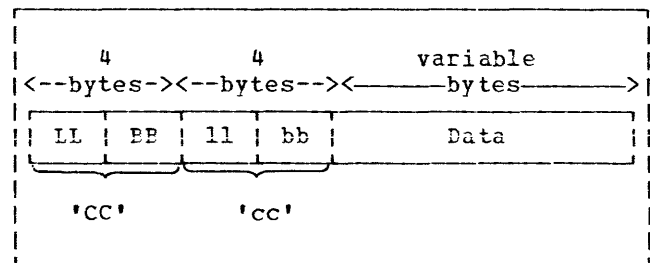 4 4 variable
<--bytes-><--bytes--><———bytes———>
LL BB ll bb Data
'CC' 'cc'